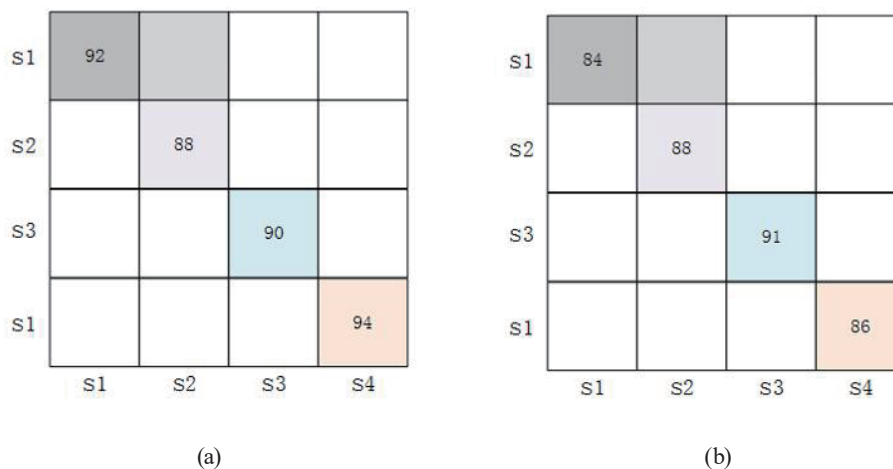 S1 92
S2 88
S3 90
S1 94
S1 S2 S3 S4
(a)
S1 84
S2 88
S3 91
S1 86
S1 S2 S3 S4
(b)